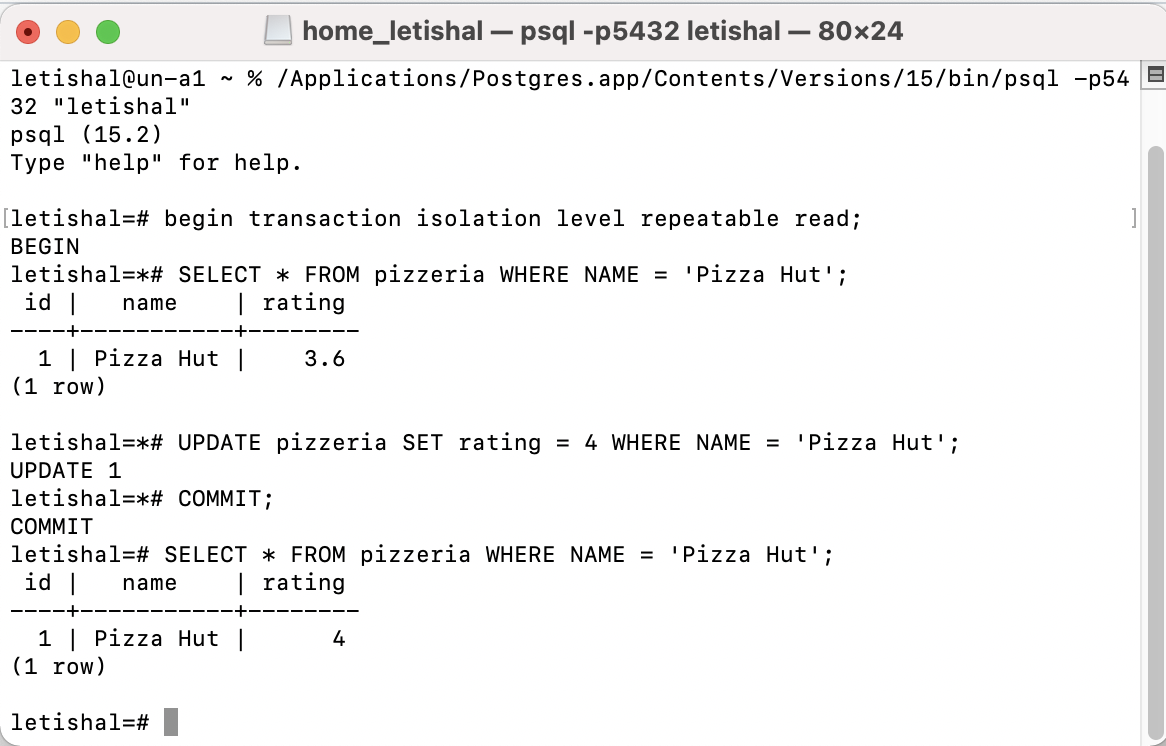 home_letishal — psql -p5432 letishal — 80×24
letishal@un-a1 ~ % /Applications/Postgres.app/Contents/Versions/15/bin/psql -p54
32 "letishal"
psql (15.2)
Type "help" for help.
[letishal=# begin transaction isolation level repeatable read; ]
BEGIN
letishal=*# SELECT * FROM pizzeria WHERE NAME = 'Pizza Hut';
 id |   name    | rating
----+-----------+--------
  1 | Pizza Hut |    3.6
(1 row)
letishal=*# UPDATE pizzeria SET rating = 4 WHERE NAME = 'Pizza Hut';
UPDATE 1
letishal=*# COMMIT;
COMMIT
letishal=# SELECT * FROM pizzeria WHERE NAME = 'Pizza Hut';
 id |   name    | rating
----+-----------+--------
  1 | Pizza Hut |      4
(1 row)
letishal=#